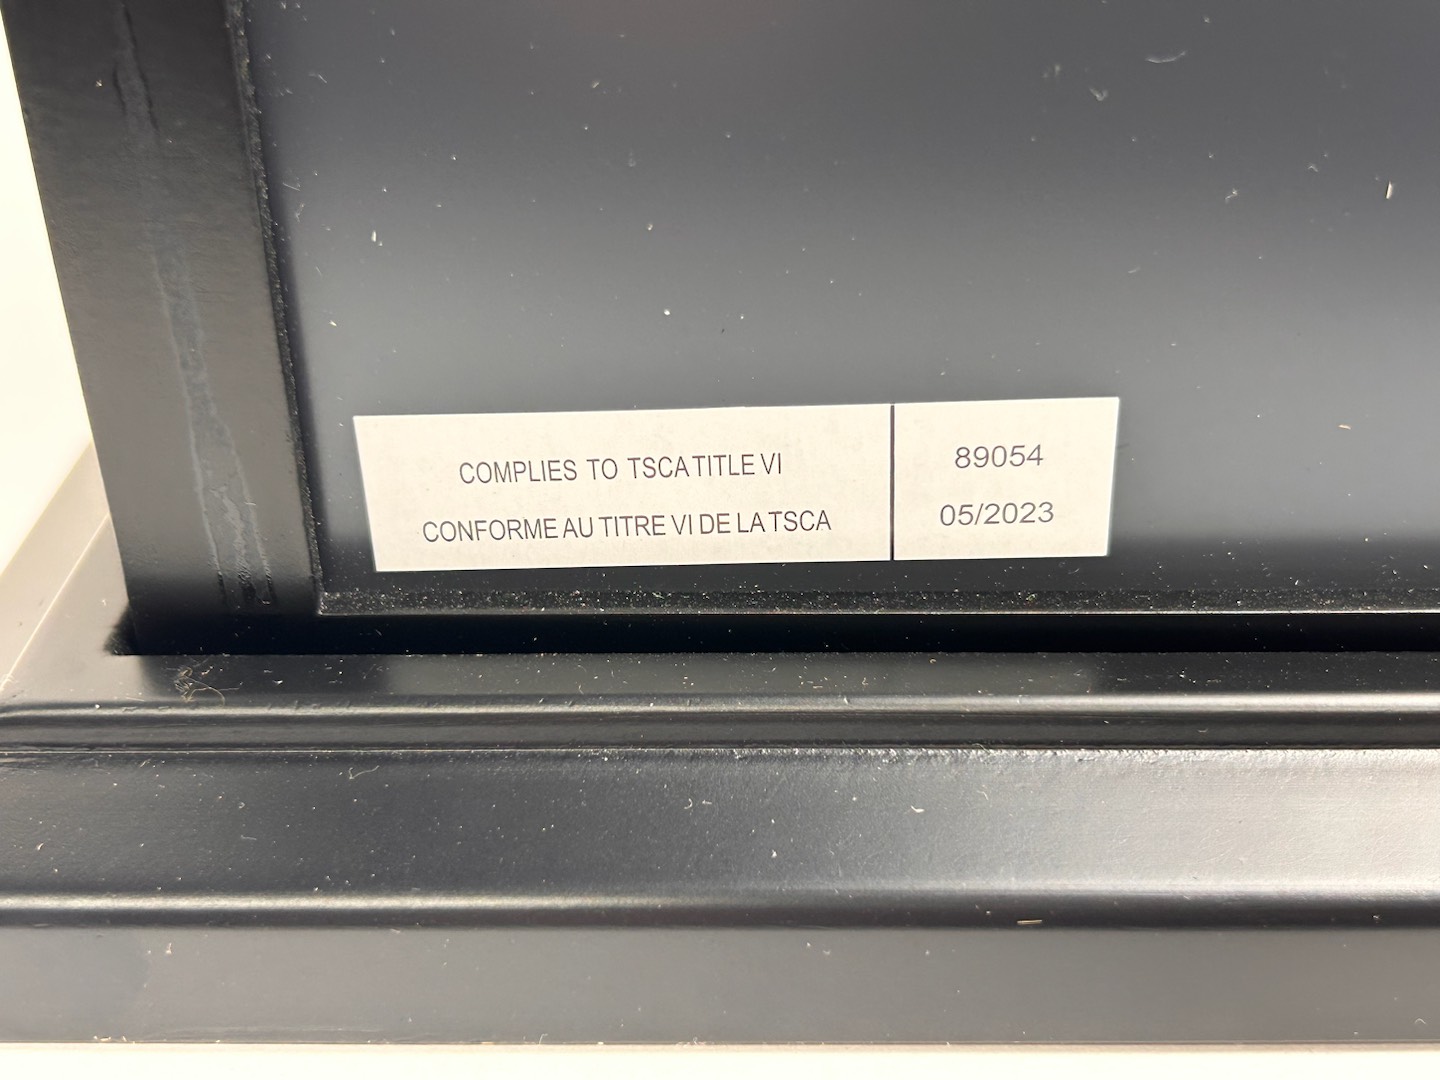 COMPLIES TO TSCA TITLE VI
CONFORME AU TITRE VI DE LA TSCA
89054
05/2023